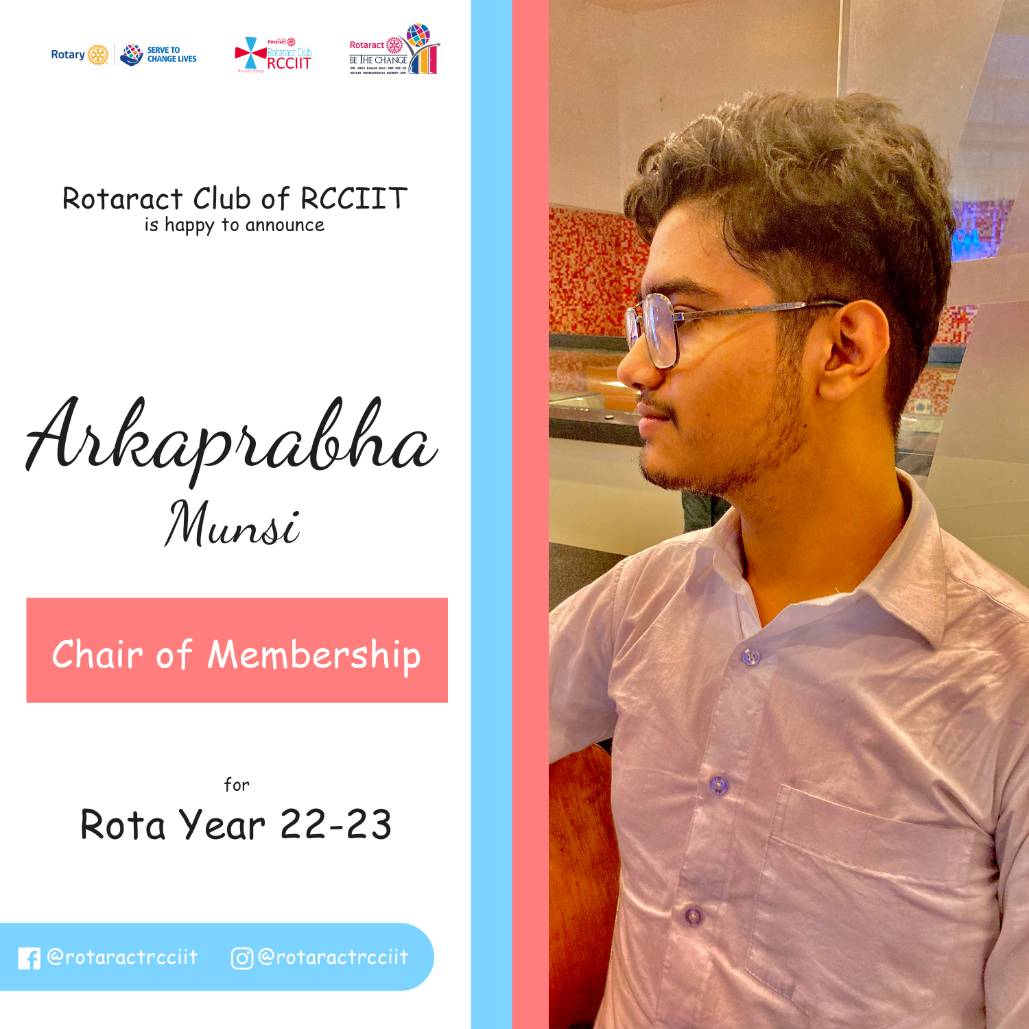 Rotary
SERVE TO
CHANGE LIVES
Rotaract
Rotaract Club
RCCIIT
Rotaract
BE THE CHANGE
Rotaract Club of RCCIIT
is happy to announce
Arkaprabha
Munsi
Chair of Membership
for
Rota Year 22-23
@rotaractrcciit
@rotaractrcciit